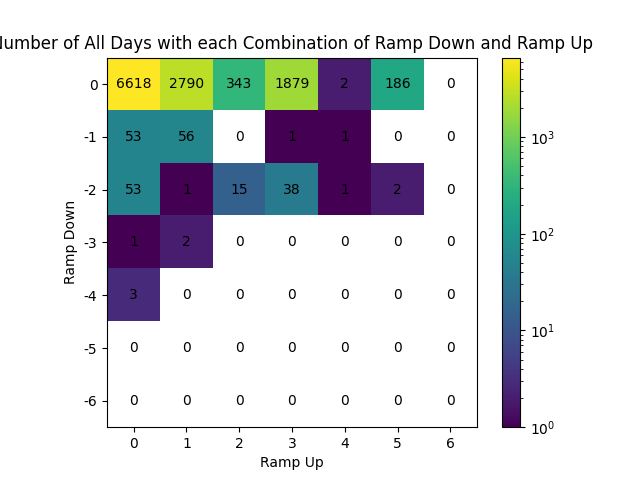 Number of All Days with each Combination of Ramp Down and Ramp Up
0 6618 2790 343 1879 2 186 0
-1 53 56 0 1 1 0 0
-2 53 1 15 38 1 2 0
-3 1 2 0 0 0 0 0
-4 3 0 0 0 0 0 0
-5 0 0 0 0 0 0 0
-6 0 0 0 0 0 0 0
0 1 2 3 4 5 6
Ramp Up
Ramp Down
10³
10²
10¹
10⁰